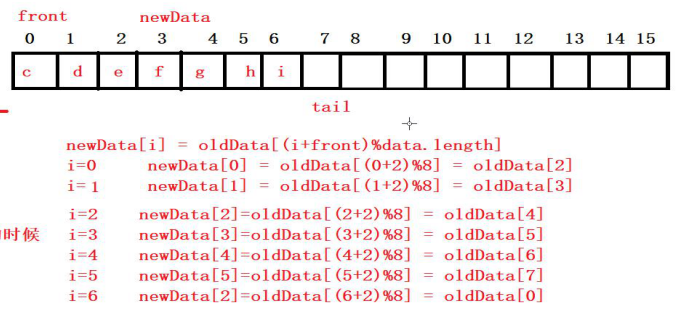 front newData
0 1 2 3 4 5 6 7 8 9 10 11 12 13 14 15
c d e f g h i
tail
newData[i] = oldData[(i+front)%data.length]
i=0 newData[0] = oldData[(0+2)%8] = oldData[2]
i=1 newData[1] = oldData[(1+2)%8] = oldData[3]
i=2 newData[2]=oldData[(2+2)%8] = oldData[4]
时候 i=3 newData[3]=oldData[(3+2)%8] = oldData[5]
i=4 newData[4]=oldData[(4+2)%8] = oldData[6]
i=5 newData[5]=oldData[(5+2)%8] = oldData[7]
i=6 newData[2]=oldData[(6+2)%8] = oldData[0]